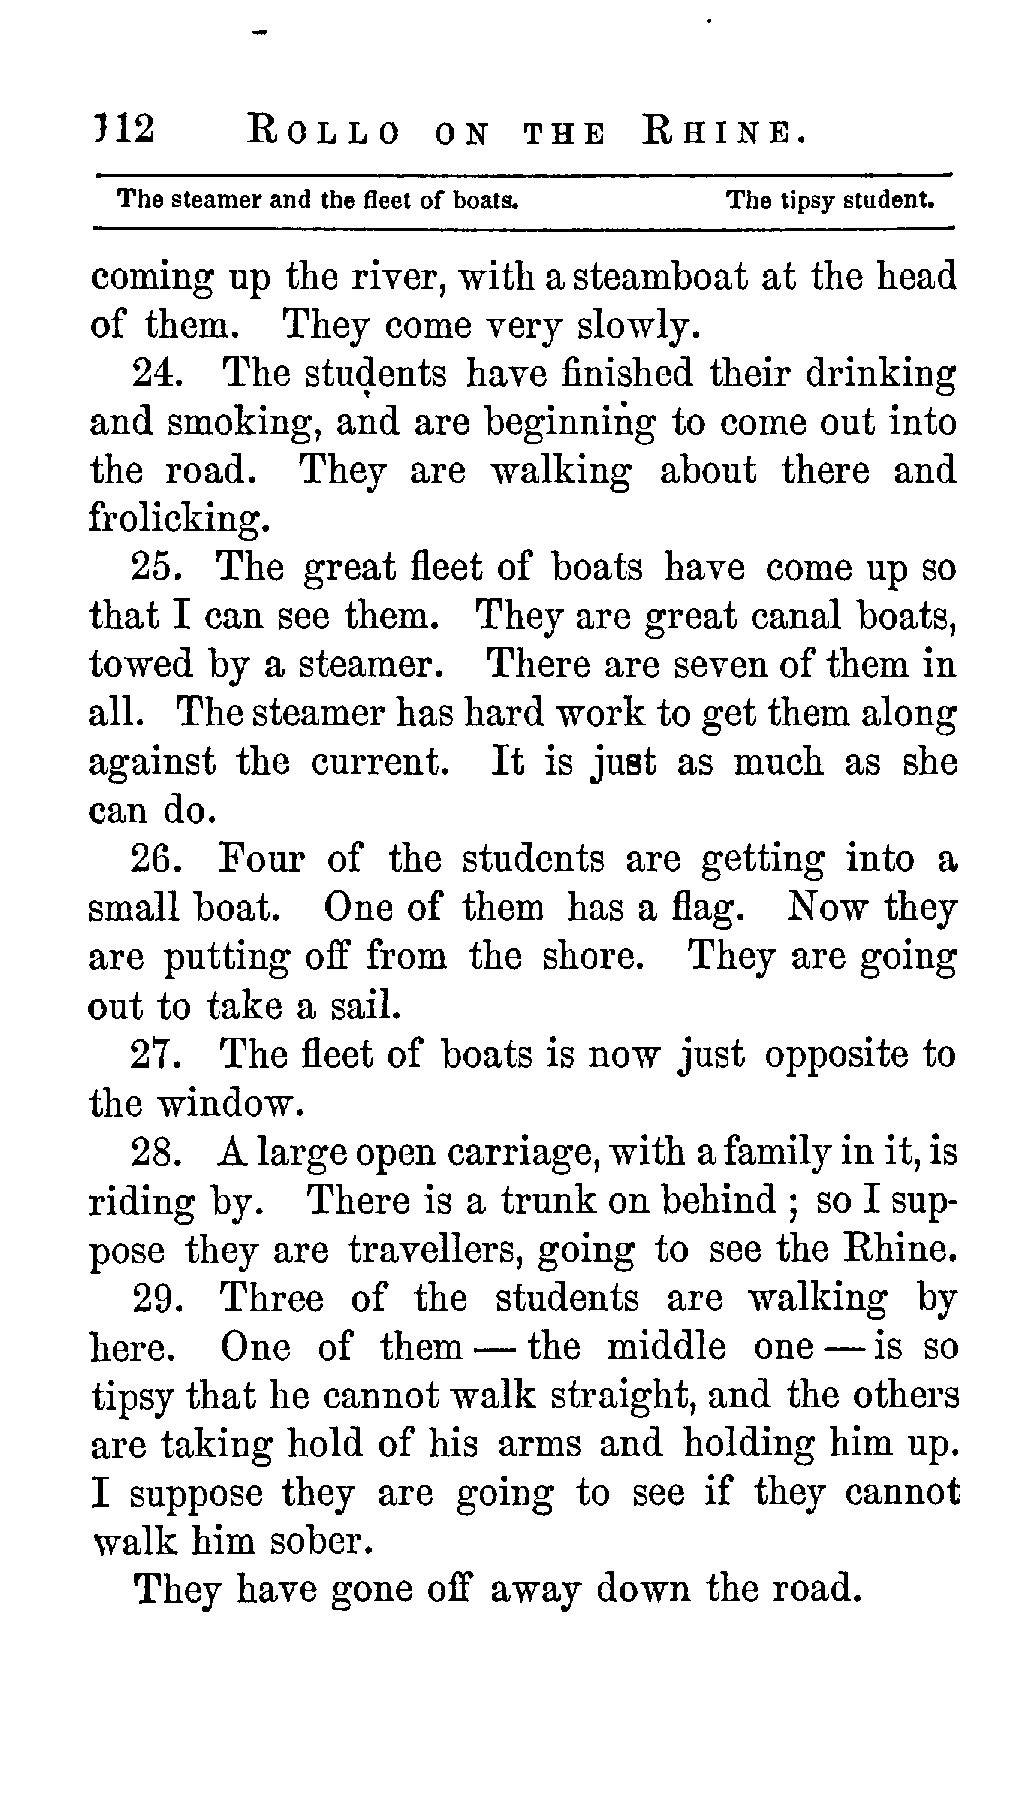 112 ROLLO ON THE RHINE.
The steamer and the fleet of boats. The tipsy student.
coming up the river, with a steamboat at the head
of them. They come very slowly.
24. The students have finished their drinking
and smoking, and are beginning to come out into
the road. They are walking about there and
frolicking.
25. The great fleet of boats have come up so
that I can see them. They are great canal boats,
towed by a steamer. There are seven of them in
all. The steamer has hard work to get them along
against the current. It is just as much as she
can do.
26. Four of the students are getting into a
small boat. One of them has a flag. Now they
are putting off from the shore. They are going
out to take a sail.
27. The fleet of boats is now just opposite to
the window.
28. A large open carriage, with a family in it, is
riding by. There is a trunk on behind ; so I sup-
pose they are travellers, going to see the Rhine.
29. Three of the students are walking by
here. One of them — the middle one — is so
tipsy that he cannot walk straight, and the others
are taking hold of his arms and holding him up.
I suppose they are going to see if they cannot
walk him sober.
They have gone off away down the road.